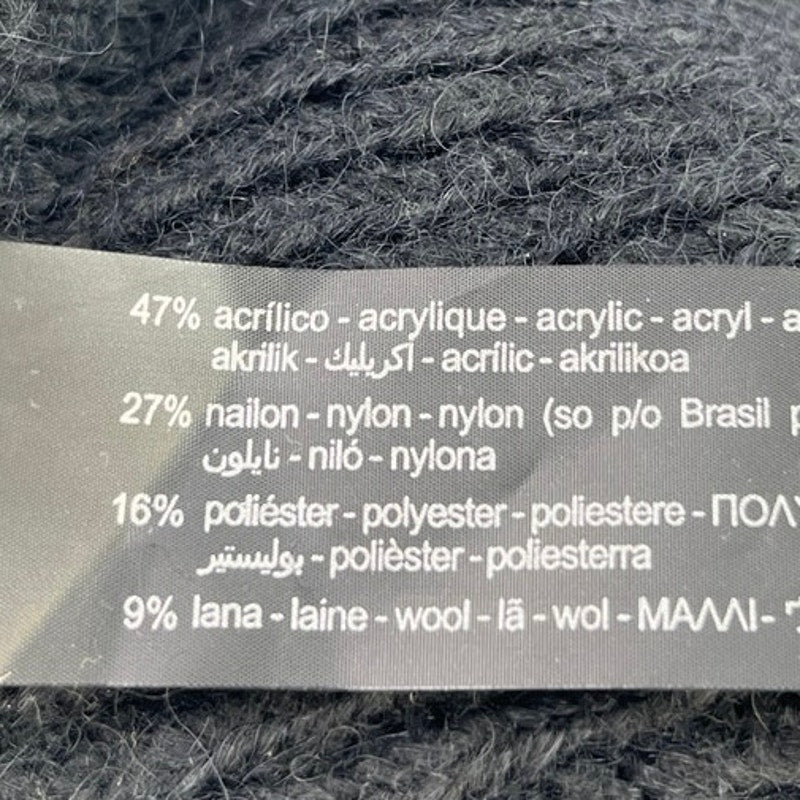 47% acrílico - acrylique - acrylic - acryl -
akrilik - اكريليك - acrílic - akrilikoa
27% nailon - nylon - nylon (so p/o Brasil
نايلون - niló - nylona
16% poliéster - polyester - poliestere -
بوليستير - polièster - poliesterra
9% lana - laine - wool - lã - wol - ΜΑΛΛΙ -